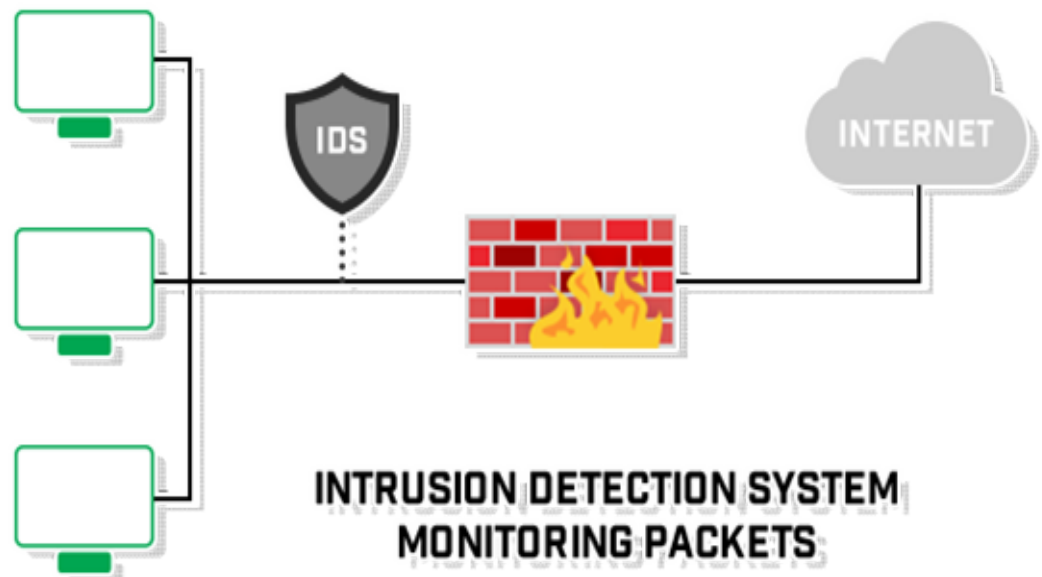 IDS
INTERNET
INTRUSION DETECTION SYSTEM
MONITORING PACKETS